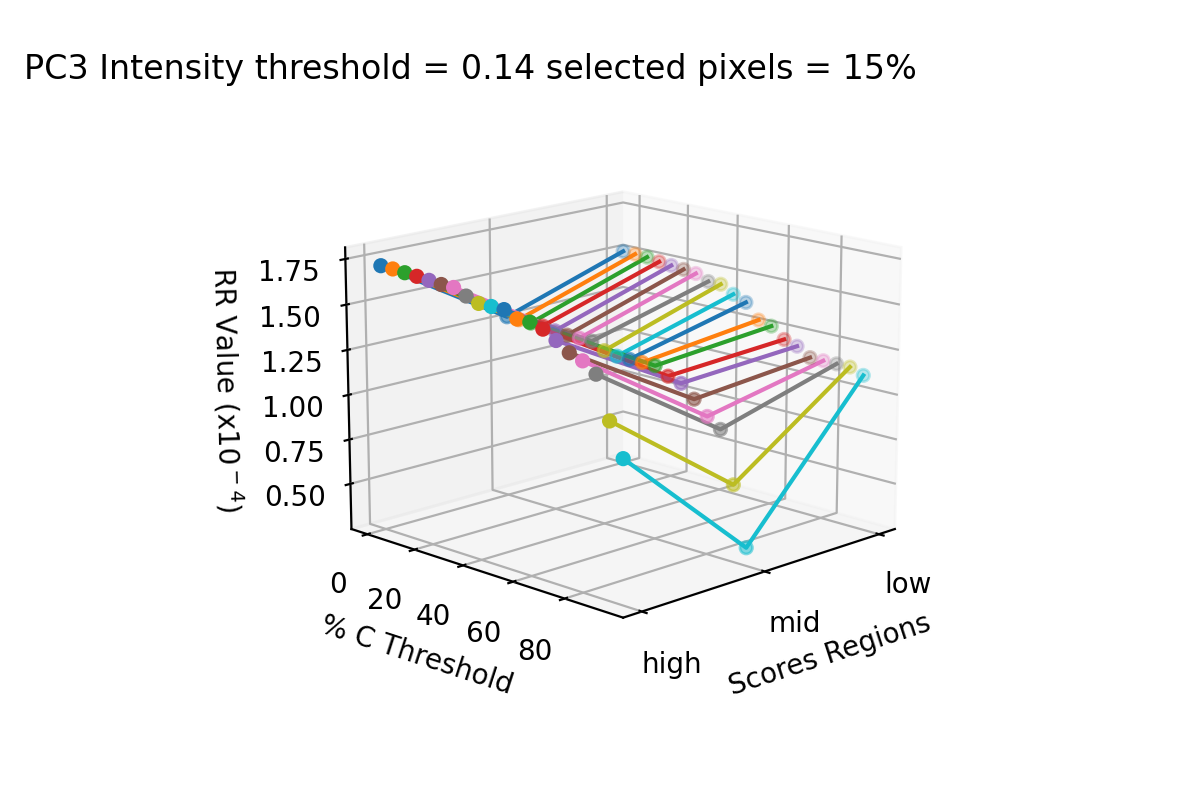 PC3 Intensity threshold = 0.14 selected pixels = 15%
1.75
1.50
1.25
1.00
0.75
0.50
RR Value (x10⁻⁴)
0
20
40
60
80
% C Threshold
high
mid
low
Scores Regions